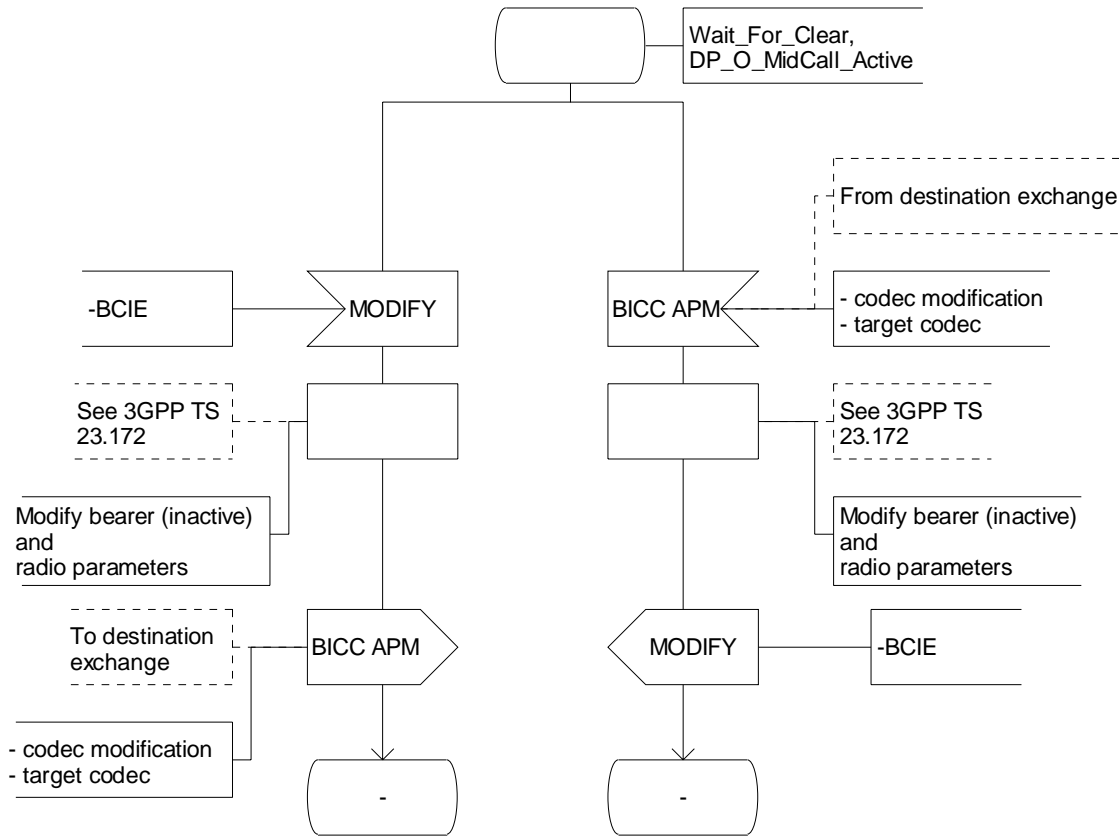 Wait_For_Clear,
DP_O_MidCall_Active
From destination exchange
-BCIE
MODIFY
BICC APM
- codec modification
- target codec
See 3GPP TS
23.172
See 3GPP TS
23.172
Modify bearer (inactive)
and
radio parameters
Modify bearer (inactive)
and
radio parameters
To destination
exchange
BICC APM
MODIFY
-BCIE
- codec modification
- target codec
-
-